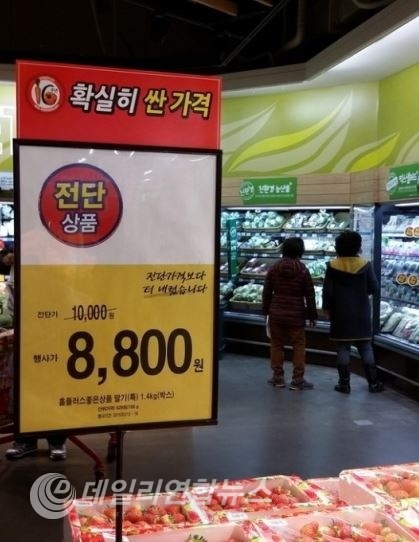 확실히 싼 가격
전단
상품
전단가격보다
더 내렸습니다
전단가 10,000원
행사가 8,800원
홈플러스좋은상품 딸기(특) 1.4kg(박스)
친환경 농산물
데일리연합뉴스